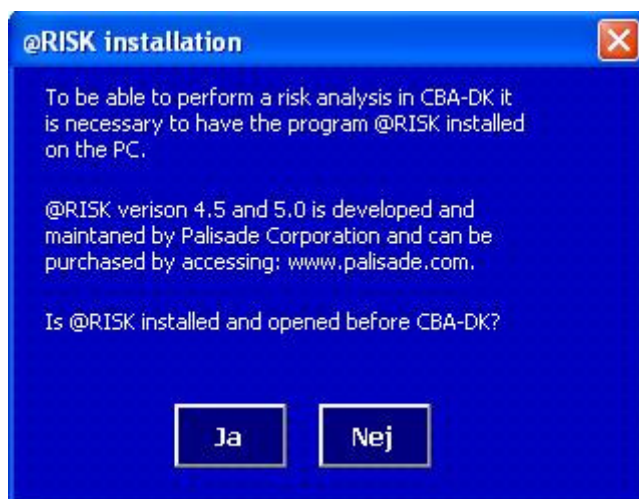 @RISK installation
To be able to perform a risk analysis in CBA-DK it
is necessary to have the program @RISK installed
on the PC.
@RISK verison 4.5 and 5.0 is developed and
maintaned by Palisade Corporation and can be
purchased by accessing: www.palisade.com.
Is @RISK installed and opened before CBA-DK?
Ja Nej